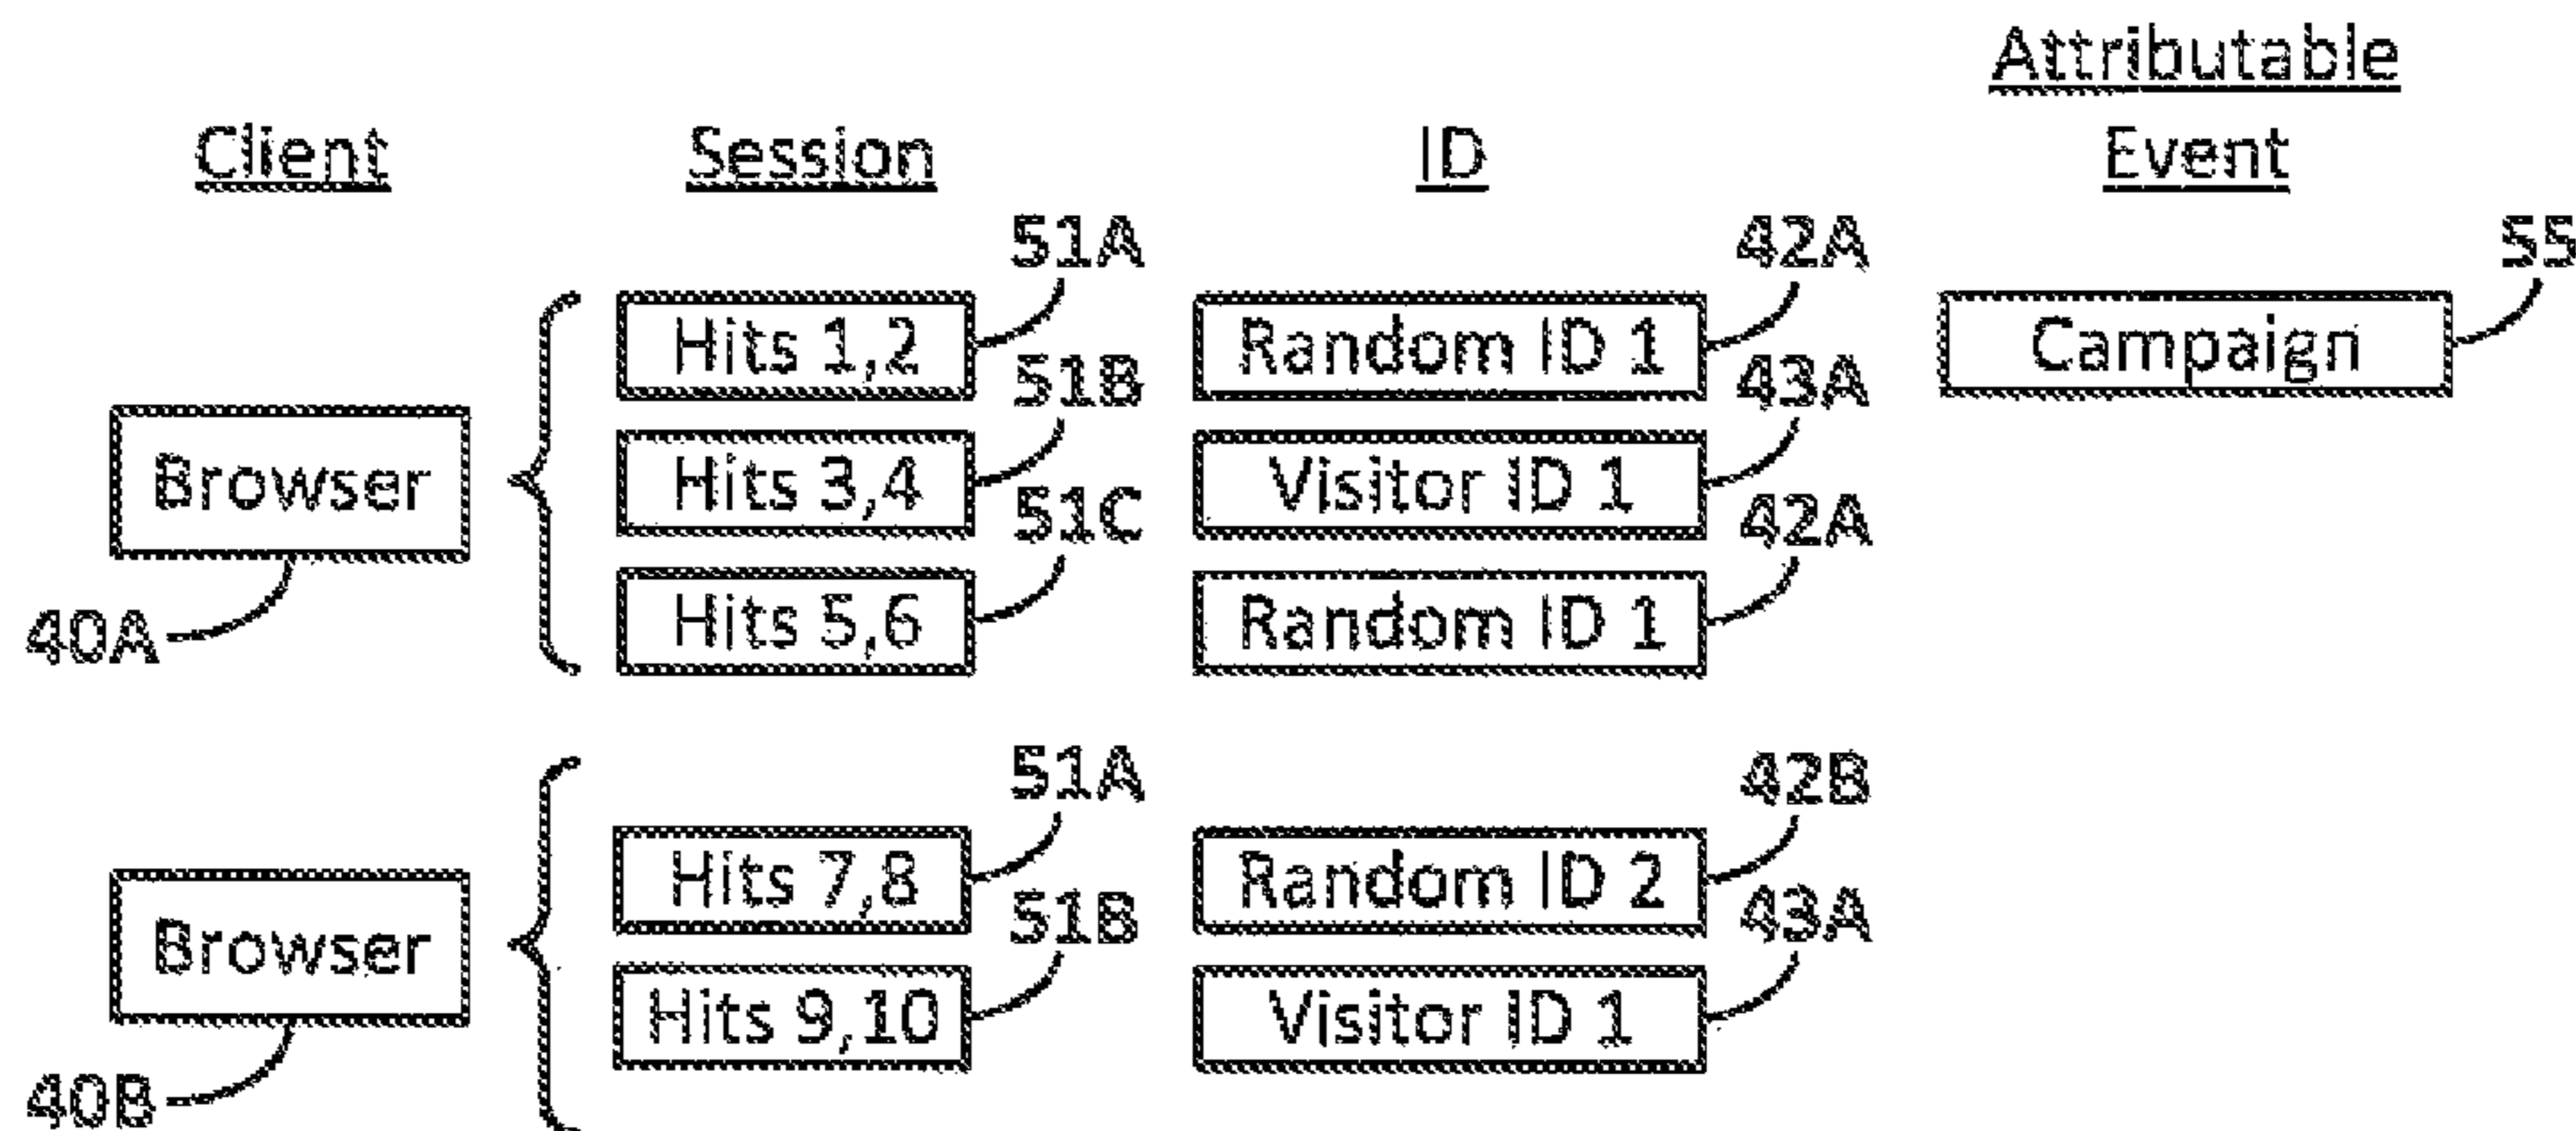 Attributable
Client Session ID Event
51A 42A 55
Hits 1,2 Random ID 1 Campaign
51B 43A
Browser Hits 3,4 Visitor ID 1
51C 42A
40A Hits 5,6 Random ID 1
51A 42B
Hits 7,8 Random ID 2
51B 43A
Browser Hits 9,10 Visitor ID 1
40B